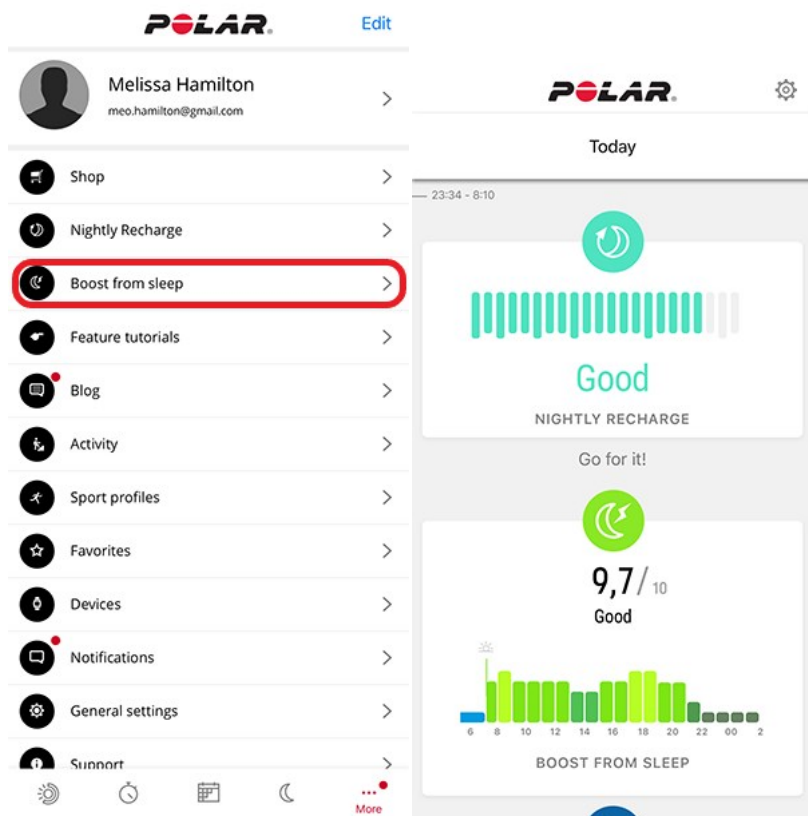 POLAR.
Edit
Melissa Hamilton
meo.hamilton@gmail.com
Shop
Nightly Recharge
Boost from sleep
Feature tutorials
Blog
Activity
Sport profiles
Favorites
Devices
Notifications
General settings
Support
More
POLAR.
Today
23:34 - 8:10
Good
NIGHTLY RECHARGE
Go for it!
9,7/ 10
Good
6 8 10 12 14 16 18 20 22 00 2
BOOST FROM SLEEP